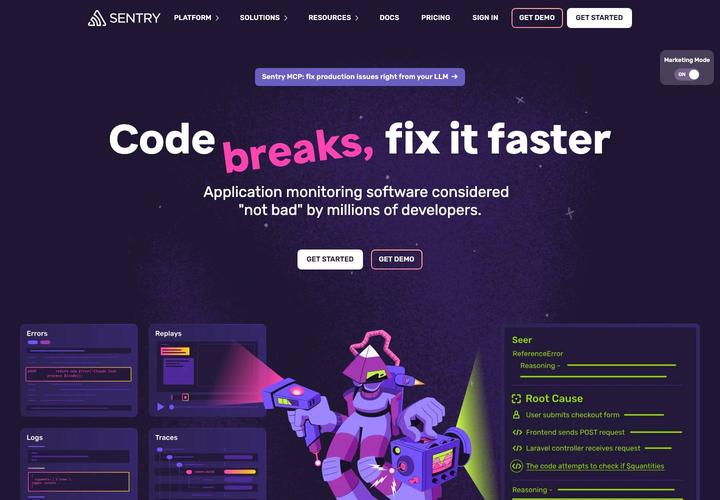 SENTRY
PLATFORM
SOLUTIONS
RESOURCES
DOCS
PRICING
SIGN IN
GET DEMO
GET STARTED
Marketing Mode
ON
Sentry MCP: fix production issues right from your LLM →
Code breaks, fix it faster
Application monitoring software considered
"not bad" by millions of developers.
GET STARTED
GET DEMO
Errors
Replays
Logs
Traces
Seer
ReferenceError
Reasoning -
Root Cause
User submits checkout form
Frontend sends POST request
Laravel controller receives request
The code attempts to check if $quantities
Reasoning -